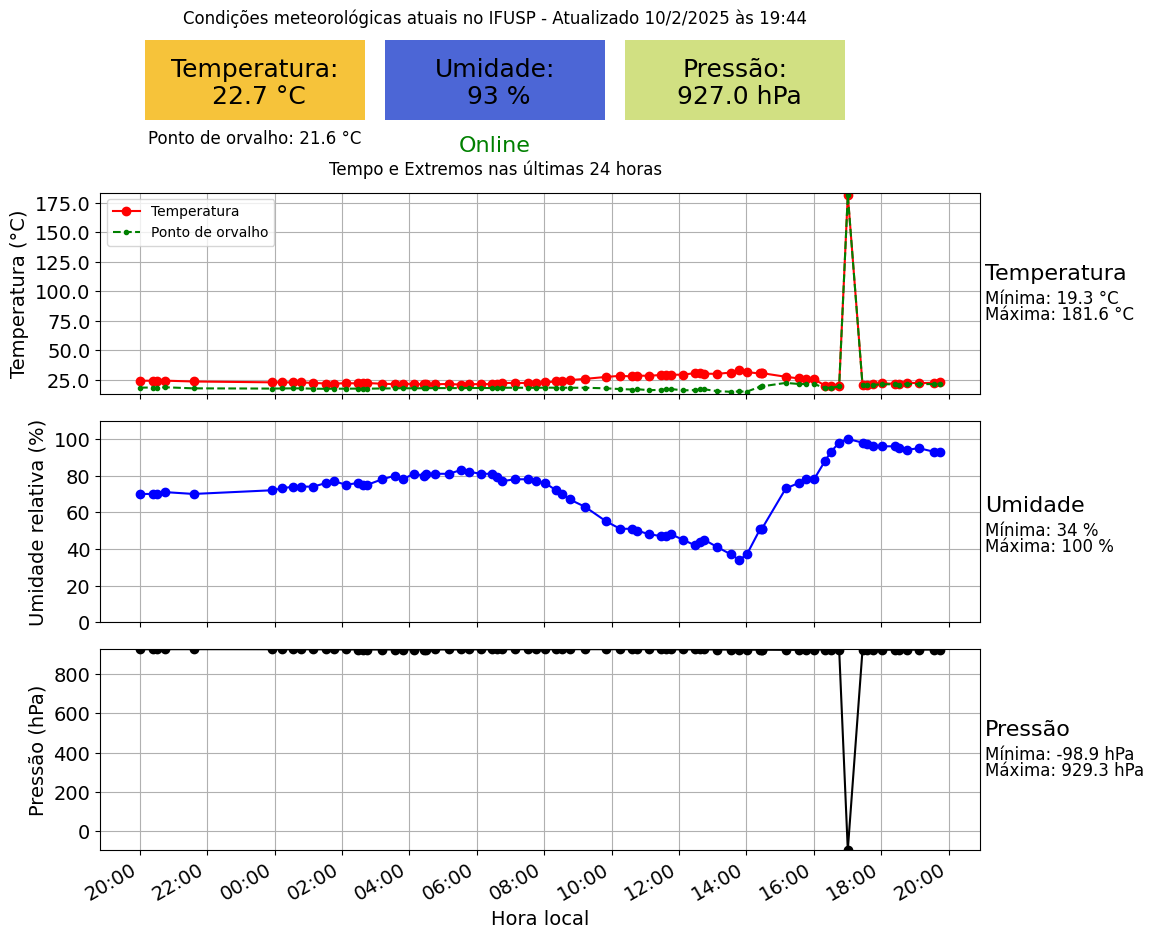 Condições meteorológicas atuais no IFUSP - Atualizado 10/2/2025 às 19:44
Temperatura:
22.7 °C
Umidade:
93 %
Pressão:
927.0 hPa
Ponto de orvalho: 21.6 °C
Online
Tempo e Extremos nas últimas 24 horas
Temperatura (°C)
175.0
150.0
125.0
100.0
75.0
50.0
25.0
Temperatura
Ponto de orvalho
Temperatura
Mínima: 19.3 °C
Máxima: 181.6 °C
Umidade relativa (%)
100
80
60
40
20
0
Umidade
Mínima: 34 %
Máxima: 100 %
Pressão (hPa)
800
600
400
200
0
Pressão
Mínima: -98.9 hPa
Máxima: 929.3 hPa
20:00 22:00 00:00 02:00 04:00 06:00 08:00 10:00 12:00 14:00 16:00 18:00 20:00
Hora local